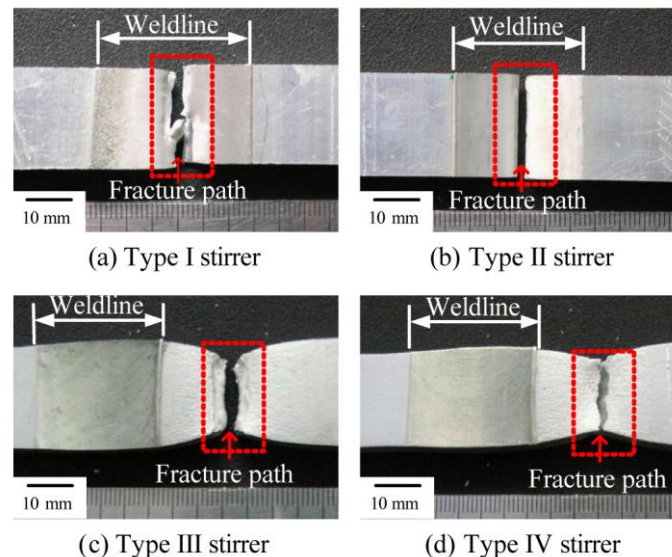 Weldline
Fracture path
10 mm
(a) Type I stirrer
Weldline
Fracture path
10 mm
(b) Type II stirrer
Weldline
Fracture path
10 mm
(c) Type III stirrer
Weldline
Fracture path
10 mm
(d) Type IV stirrer